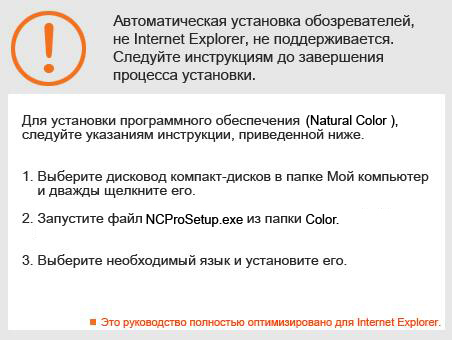 Автоматическая установка обозревателей,
не Internet Explorer, не поддерживается.
Следуйте инструкциям до завершения
процесса установки.
Для установки программного обеспечения (Natural Color ),
следуйте указаниям инструкции, приведенной ниже.
1. Выберите дисковод компакт-дисков в папке Мой компьютер
и дважды щелкните его.
2. Запустите файл NCProSetup.exe из папки Color.
3. Выберите необходимый язык и установите его.
Это руководство полностью оптимизировано для Internet Explorer.